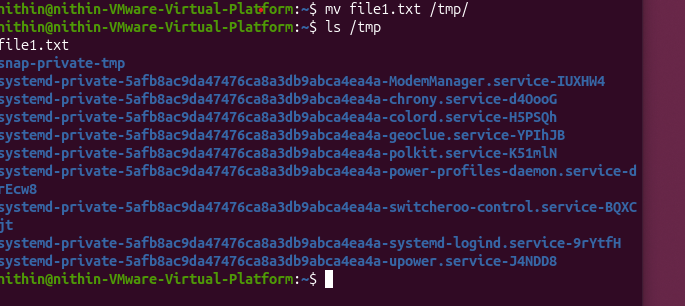 nithin@nithin-VMware-Virtual-Platform:~$ mv file1.txt /tmp/
nithin@nithin-VMware-Virtual-Platform:~$ ls /tmp
file1.txt
snap-private-tmp
systemd-private-5afb8ac9da47476ca8a3db9abca4ea4a-ModemManager.service-IUXHW4
systemd-private-5afb8ac9da47476ca8a3db9abca4ea4a-chrony.service-d4OooG
systemd-private-5afb8ac9da47476ca8a3db9abca4ea4a-colord.service-H5PSQh
systemd-private-5afb8ac9da47476ca8a3db9abca4ea4a-geoclue.service-YPIhJB
systemd-private-5afb8ac9da47476ca8a3db9abca4ea4a-polkit.service-K51mlN
systemd-private-5afb8ac9da47476ca8a3db9abca4ea4a-power-profiles-daemon.service-d
rEcw8
systemd-private-5afb8ac9da47476ca8a3db9abca4ea4a-switcheroo-control.service-BQXC
jt
systemd-private-5afb8ac9da47476ca8a3db9abca4ea4a-systemd-logind.service-9rYtfH
systemd-private-5afb8ac9da47476ca8a3db9abca4ea4a-upower.service-J4NDD8
nithin@nithin-VMware-Virtual-Platform:~$